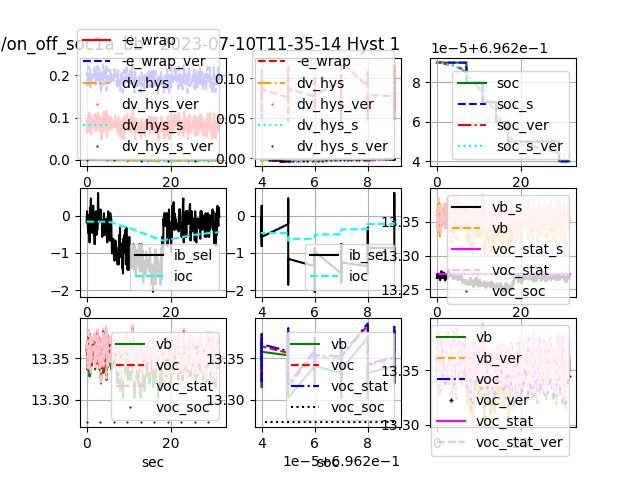 /on_off_soc1a_bb 2023-07-10T11-35-14 Hyst 1
-e_wrap
-e_wrap_ver
dv_hys
dv_hys_ver
dv_hys_s
dv_hys_s_ver
0.2
0.1
0.0
0
20
-e_wrap
dv_hys
dv_hys_ver
dv_hys_s
dv_hys_s_ver
0.10
0.05
0.00
4
6
8
1e-5+6.962e-1
soc
soc_s
soc_ver
soc_s_ver
8
6
4
0
20
ib_sel
ioc
0
−1
−2
0
20
ib_sel
ioc
0
−1
−2
4
6
8
vb_s
vb
voc_stat_s
voc_stat
voc_soc
13.35
13.30
13.25
0
20
vb
voc
voc_stat
voc_soc
13.35
13.30
0
20
sec
vb
voc
voc_stat
voc_soc
13.35
13.30
4
6
8
1e-5+6.962e-1
soc
vb
vb_ver
voc
voc_ver
voc_stat
voc_stat_ver
13.35
13.30
0
20